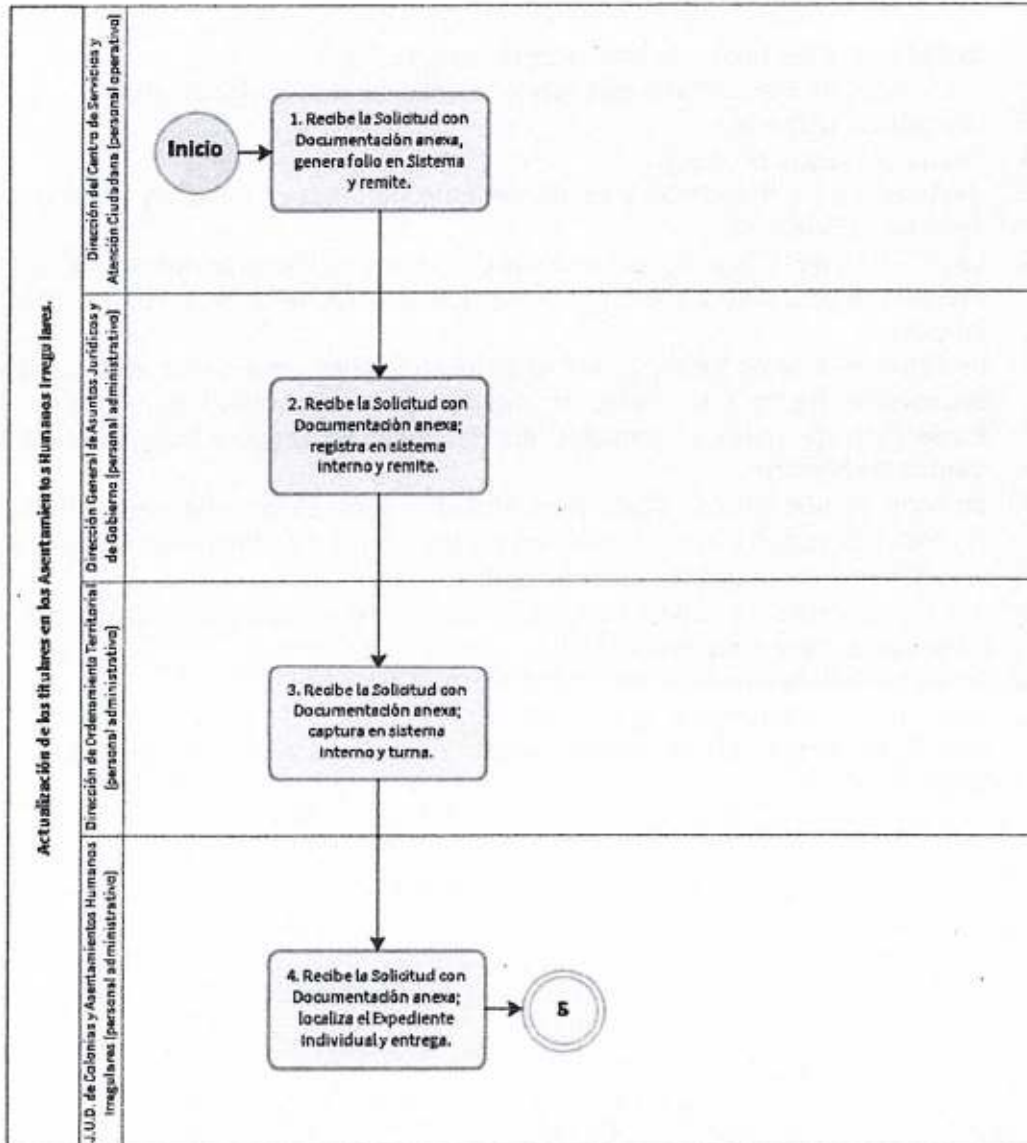 Actualización de los titulares en los Asentamientos Humanos Irregulares.
Dirección del Centro de Servicios y
Atención Ciudadana (personal operativo)
Inicio
1. Recibe la Solicitud con
Documentación anexa,
genera folio en Sistema
y remite.
Dirección General de Asuntos Jurídicos y
de Gobierno (personal administrativo)
2. Recibe la Solicitud con
Documentación anexa;
registra en sistema
interno y remite.
Dirección de Ordenamiento Territorial
(personal administrativo)
3. Recibe la Solicitud con
Documentación anexa;
captura en sistema
interno y turna.
J.U.D. de Colonias y Asentamientos Humanos
Irregulares (personal administrativo)
4. Recibe la Solicitud con
Documentación anexa;
localiza el Expediente
Individual y entrega.
5